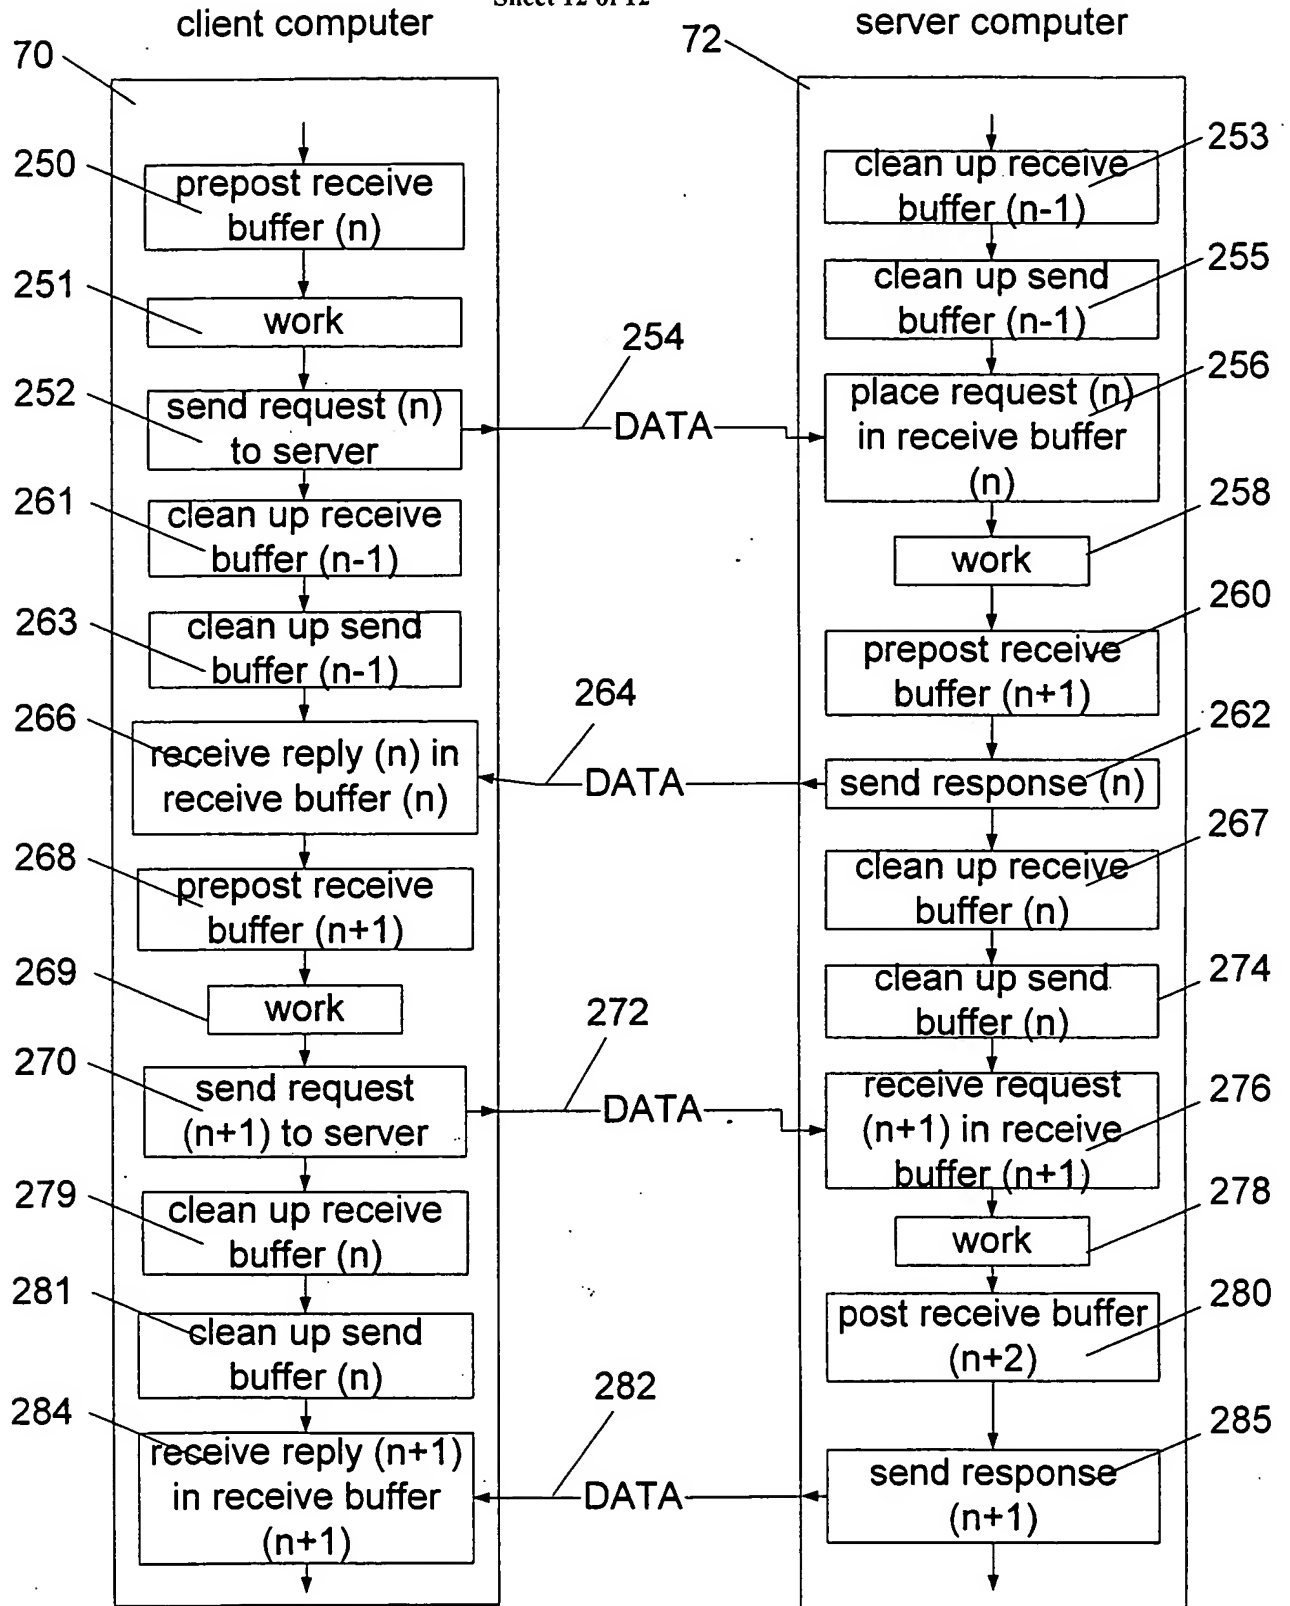 Sheet 12 of 12
client computer
server computer
70
72
250
prepost receive
buffer (n)
251
work
252
send request (n)
to server
261
clean up receive
buffer (n-1)
263
clean up send
buffer (n-1)
266
receive reply (n) in
receive buffer (n)
268
prepost receive
buffer (n+1)
269
work
270
send request
(n+1) to server
279
clean up receive
buffer (n)
281
clean up send
buffer (n)
284
receive reply (n+1)
in receive buffer
(n+1)
254
DATA
264
DATA
272
DATA
282
DATA
253
clean up receive
buffer (n-1)
255
clean up send
buffer (n-1)
256
place request (n)
in receive buffer
(n)
258
work
260
prepost receive
buffer (n+1)
262
send response (n)
267
clean up receive
buffer (n)
274
clean up send
buffer (n)
276
receive request
(n+1) in receive
buffer (n+1)
278
work
280
post receive buffer
(n+2)
285
send response
(n+1)